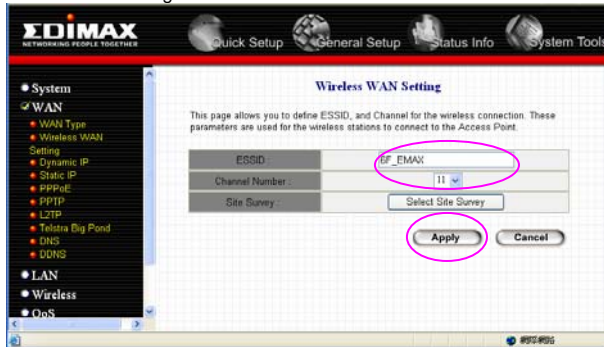 EDIMAX
NETWORKING PEOPLE TOGETHER
Quick Setup
General Setup
Status Info
System Tools
System
WAN
WAN Type
Wireless WAN
Setting
Dynamic IP
Static IP
PPPoE
PPTP
L2TP
Telstra Big Pond
DNS
DDNS
LAN
Wireless
QoS
Wireless WAN Setting
This page allows you to define ESSID, and Channel for the wireless connection. These
parameters are used for the wireless stations to connect to the Access Point.
ESSID :
6F_EMAX
Channel Number :
11
Site Survey :
Select Site Survey
Apply
Cancel